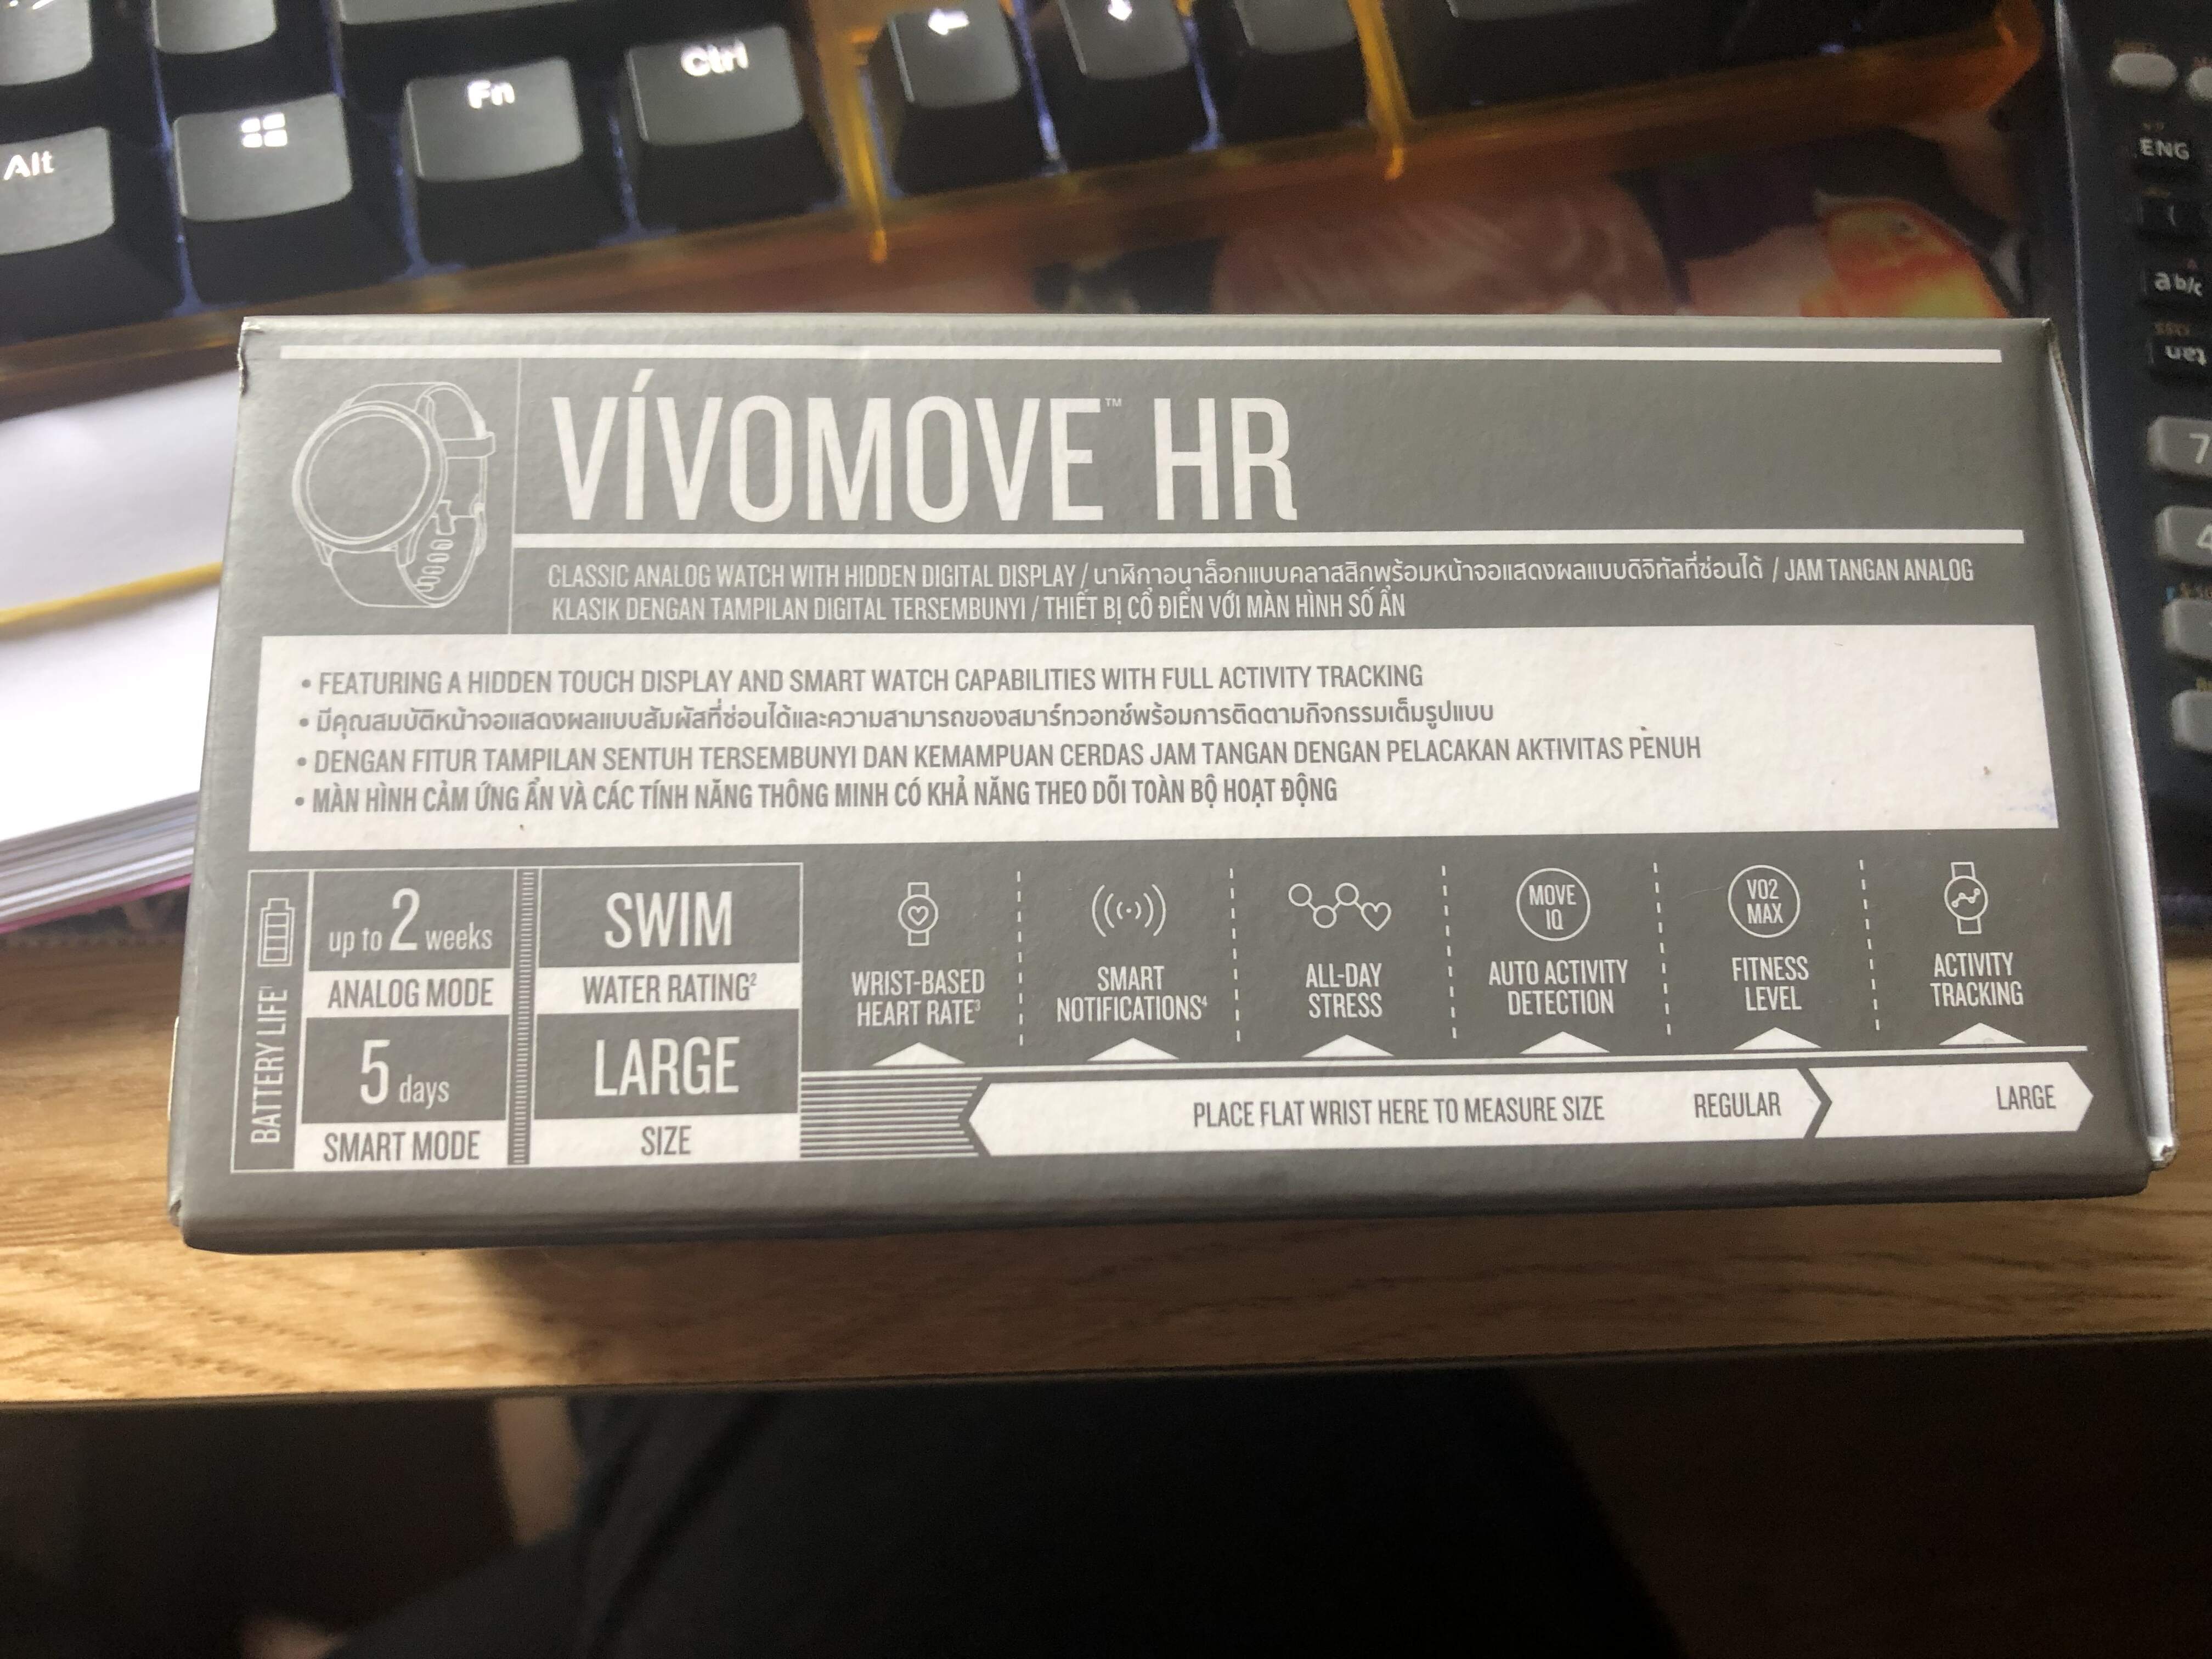 Alt
Fn
Ctrl
ENG
ab/c
tan
7
4
VÍVOMOVE™ HR
CLASSIC ANALOG WATCH WITH HIDDEN DIGITAL DISPLAY / นาฬิกาอนาล็อกแบบคลาสสิกพร้อมหน้าจอแสดงผลแบบดิจิทัลที่ซ่อนได้ / JAM TANGAN ANALOG
KLASIK DENGAN TAMPILAN DIGITAL TERSEMBUNYI / THIẾT BỊ CỔ ĐIỂN VỚI MÀN HÌNH SỐ ẨN
• FEATURING A HIDDEN TOUCH DISPLAY AND SMART WATCH CAPABILITIES WITH FULL ACTIVITY TRACKING
• มีคุณสมบัติหน้าจอแสดงผลแบบสัมผัสที่ซ่อนได้และความสามารถของสมาร์ทวอทช์พร้อมการติดตามกิจกรรมเต็มรูปแบบ
• DENGAN FITUR TAMPILAN SENTUH TERSEMBUNYI DAN KEMAMPUAN CERDAS JAM TANGAN DENGAN PELACAKAN AKTIVITAS PENUH
• MÀN HÌNH CẢM ỨNG ẨN VÀ CÁC TÍNH NĂNG THÔNG MINH CÓ KHẢ NĂNG THEO DÕI TOÀN BỘ HOẠT ĐỘNG
BATTERY LIFE¹
up to 2 weeks
ANALOG MODE
5 days
SMART MODE
SWIM
WATER RATING²
LARGE
SIZE
WRIST-BASED
HEART RATE³
SMART
NOTIFICATIONS⁴
ALL-DAY
STRESS
MOVE
IQ
AUTO ACTIVITY
DETECTION
VO2
MAX
FITNESS
LEVEL
ACTIVITY
TRACKING
PLACE FLAT WRIST HERE TO MEASURE SIZE
REGULAR
LARGE